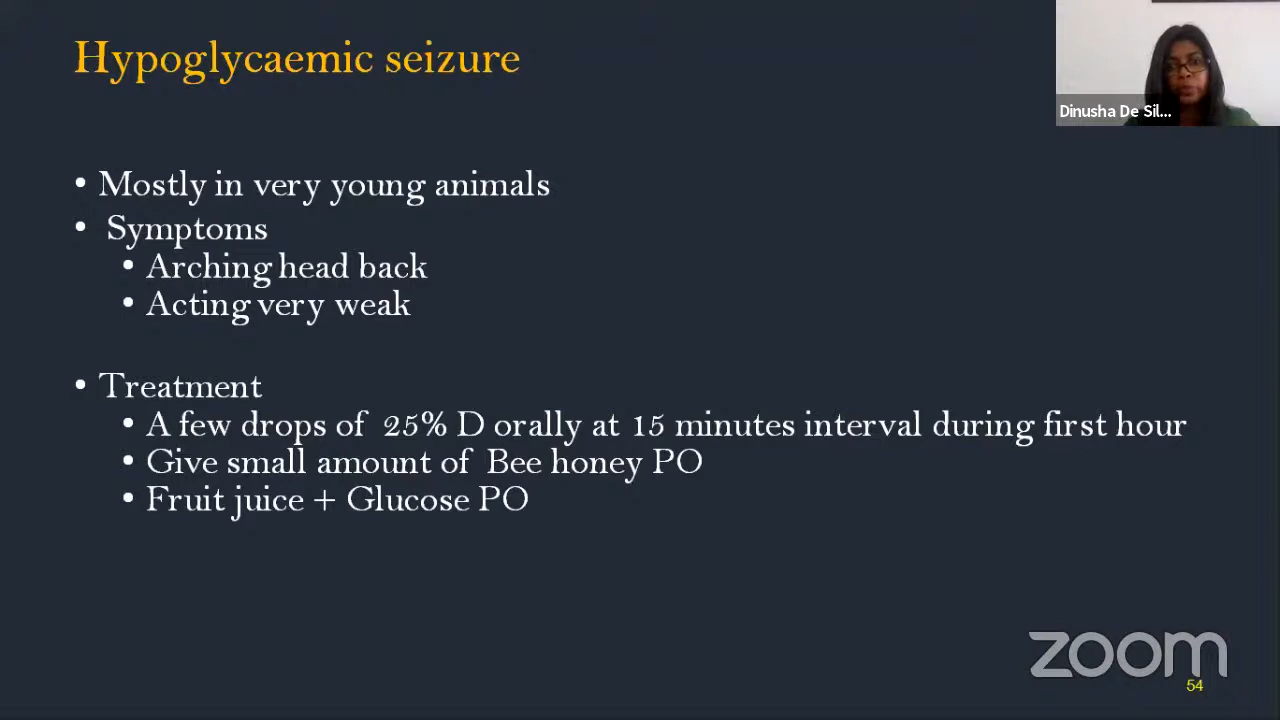 Hypoglycaemic seizure
Dinusha De Sil...
• Mostly in very young animals
• Symptoms
• Arching head back
• Acting very weak
• Treatment
• A few drops of 25% D orally at 15 minutes interval during first hour
• Give small amount of Bee honey PO
• Fruit juice + Glucose PO
zoom
54